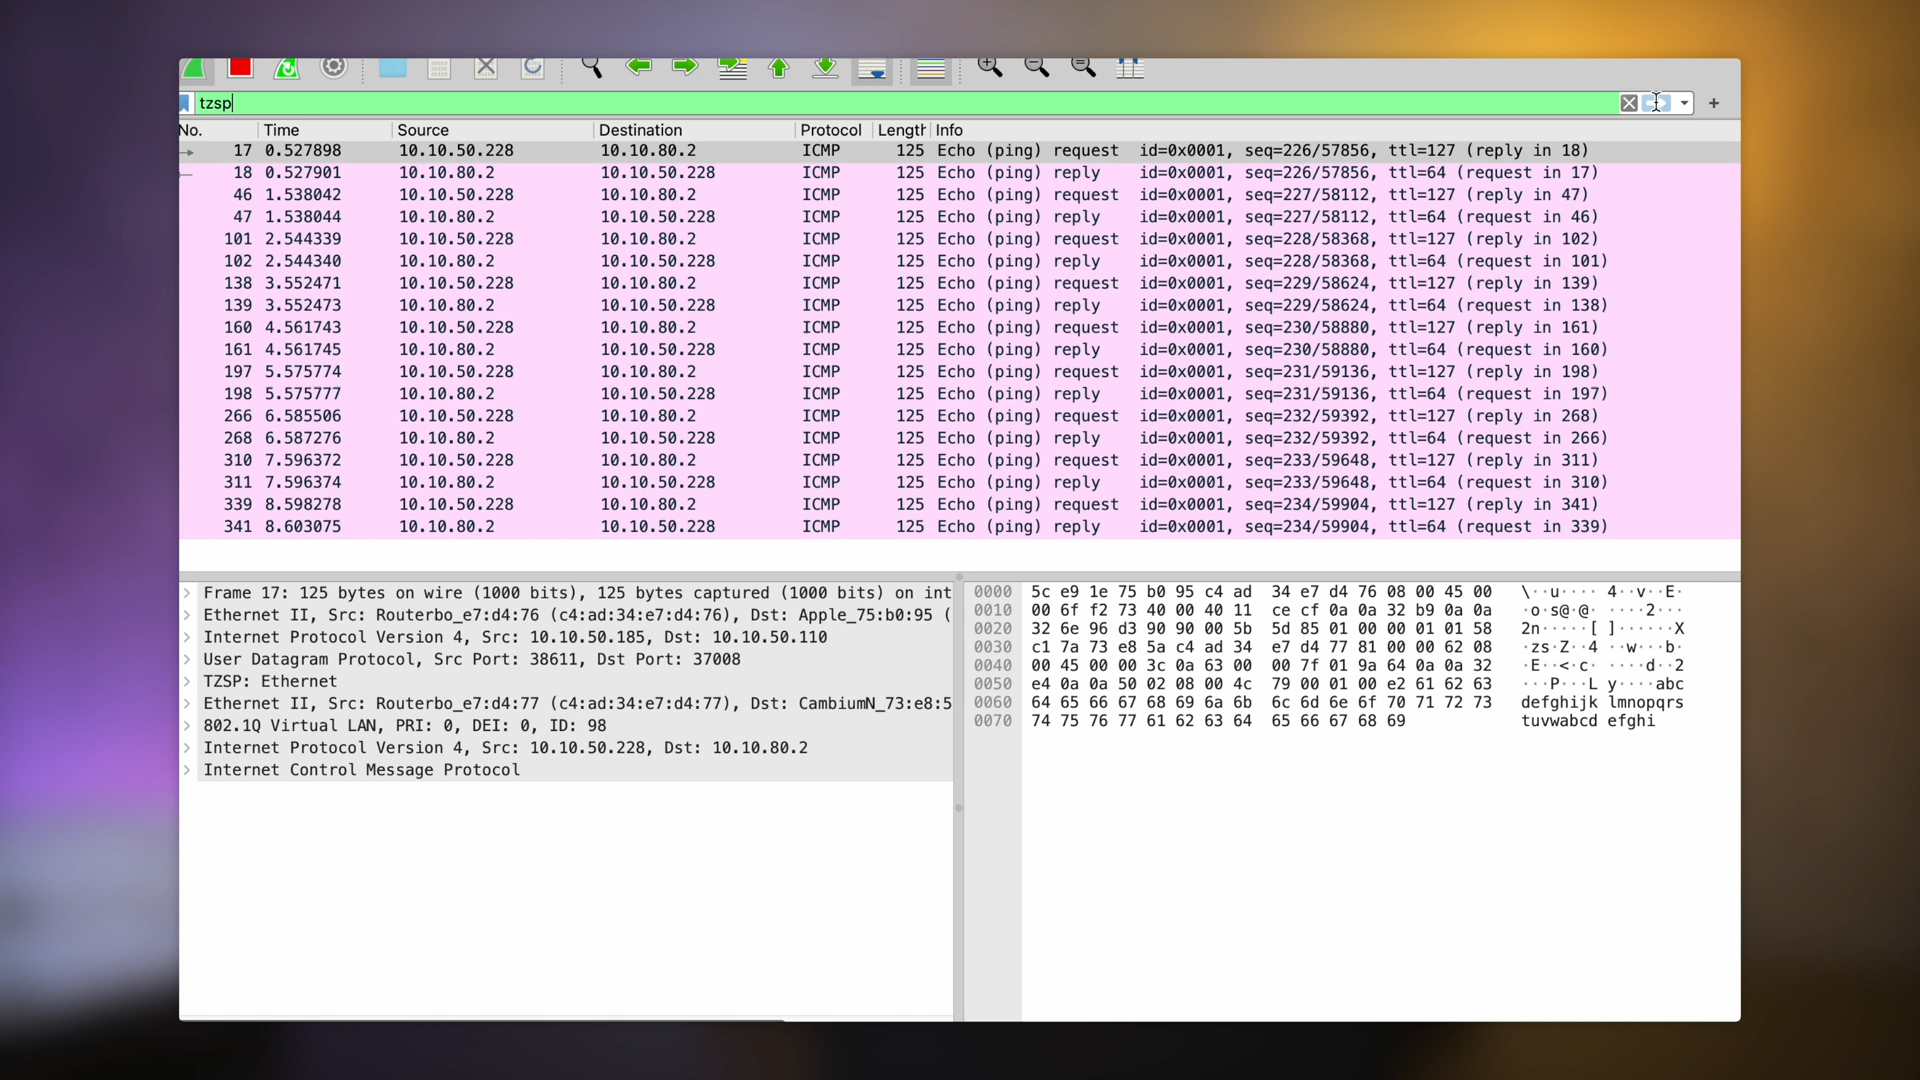 tzsp
No. Time Source Destination Protocol Length Info
17 0.527898 10.10.50.228 10.10.80.2 ICMP 125 Echo (ping) request id=0x0001, seq=226/57856, ttl=127 (reply in 18)
18 0.527901 10.10.80.2 10.10.50.228 ICMP 125 Echo (ping) reply id=0x0001, seq=226/57856, ttl=64 (request in 17)
46 1.538042 10.10.50.228 10.10.80.2 ICMP 125 Echo (ping) request id=0x0001, seq=227/58112, ttl=127 (reply in 47)
47 1.538044 10.10.80.2 10.10.50.228 ICMP 125 Echo (ping) reply id=0x0001, seq=227/58112, ttl=64 (request in 46)
101 2.544339 10.10.50.228 10.10.80.2 ICMP 125 Echo (ping) request id=0x0001, seq=228/58368, ttl=127 (reply in 102)
102 2.544340 10.10.80.2 10.10.50.228 ICMP 125 Echo (ping) reply id=0x0001, seq=228/58368, ttl=64 (request in 101)
138 3.552471 10.10.50.228 10.10.80.2 ICMP 125 Echo (ping) request id=0x0001, seq=229/58624, ttl=127 (reply in 139)
139 3.552473 10.10.80.2 10.10.50.228 ICMP 125 Echo (ping) reply id=0x0001, seq=229/58624, ttl=64 (request in 138)
160 4.561743 10.10.50.228 10.10.80.2 ICMP 125 Echo (ping) request id=0x0001, seq=230/58880, ttl=127 (reply in 161)
161 4.561745 10.10.80.2 10.10.50.228 ICMP 125 Echo (ping) reply id=0x0001, seq=230/58880, ttl=64 (request in 160)
197 5.575774 10.10.50.228 10.10.80.2 ICMP 125 Echo (ping) request id=0x0001, seq=231/59136, ttl=127 (reply in 198)
198 5.575777 10.10.80.2 10.10.50.228 ICMP 125 Echo (ping) reply id=0x0001, seq=231/59136, ttl=64 (request in 197)
266 6.585506 10.10.50.228 10.10.80.2 ICMP 125 Echo (ping) request id=0x0001, seq=232/59392, ttl=127 (reply in 268)
268 6.587276 10.10.80.2 10.10.50.228 ICMP 125 Echo (ping) reply id=0x0001, seq=232/59392, ttl=64 (request in 266)
310 7.596372 10.10.50.228 10.10.80.2 ICMP 125 Echo (ping) request id=0x0001, seq=233/59648, ttl=127 (reply in 311)
311 7.596374 10.10.80.2 10.10.50.228 ICMP 125 Echo (ping) reply id=0x0001, seq=233/59648, ttl=64 (request in 310)
339 8.598278 10.10.50.228 10.10.80.2 ICMP 125 Echo (ping) request id=0x0001, seq=234/59904, ttl=127 (reply in 341)
341 8.603075 10.10.80.2 10.10.50.228 ICMP 125 Echo (ping) reply id=0x0001, seq=234/59904, ttl=64 (request in 339)
Frame 17: 125 bytes on wire (1000 bits), 125 bytes captured (1000 bits) on int
Ethernet II, Src: Routerbo_e7:d4:76 (c4:ad:34:e7:d4:76), Dst: Apple_75:b0:95 (
Internet Protocol Version 4, Src: 10.10.50.185, Dst: 10.10.50.110
User Datagram Protocol, Src Port: 38611, Dst Port: 37008
TZSP: Ethernet
Ethernet II, Src: Routerbo_e7:d4:77 (c4:ad:34:e7:d4:77), Dst: CambiumN_73:e8:5
802.1Q Virtual LAN, PRI: 0, DEI: 0, ID: 98
Internet Protocol Version 4, Src: 10.10.50.228, Dst: 10.10.80.2
Internet Control Message Protocol
0000 5c e9 1e 75 b0 95 c4 ad 34 e7 d4 76 08 00 45 00 \··u···· 4··v··E·
0010 00 6f f2 73 40 00 40 11 ce cf 0a 0a 32 b9 0a 0a ·o·s@·@· ····2···
0020 32 6e 96 d3 90 90 00 5b 5d 85 01 00 00 01 01 58 2n·····[ ]······X
0030 c1 7a 73 e8 5a c4 ad 34 e7 d4 77 81 00 00 62 08 ·zs·Z··4 ··w···b·
0040 00 45 00 00 3c 0a 63 00 00 7f 01 9a 64 0a 0a 32 ·E··<·c· ····d··2
0050 e4 0a 0a 50 02 08 00 4c 79 00 01 00 e2 61 62 63 ···P···L y····abc
0060 64 65 66 67 68 69 6a 6b 6c 6d 6e 6f 70 71 72 73 defghijk lmnopqrs
0070 74 75 76 77 61 62 63 64 65 66 67 68 69 tuvwabcd efghi